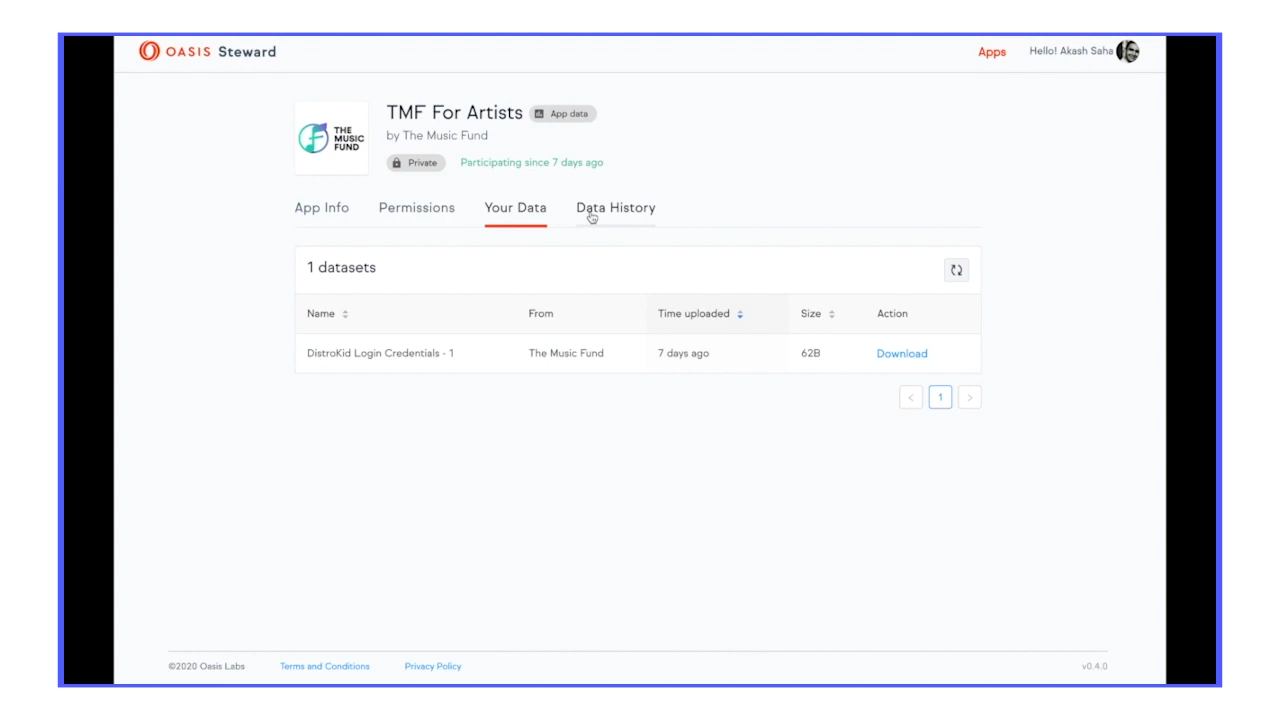 OASIS Steward
Apps
Hello! Akash Saha
THE
MUSIC
FUND
TMF For Artists
App data
by The Music Fund
Private
Participating since 7 days ago
App Info
Permissions
Your Data
Data History
1 datasets
Name
From
Time uploaded
Size
Action
DistroKid Login Credentials - 1
The Music Fund
7 days ago
62B
Download
<
1
>
©2020 Oasis Labs
Terms and Conditions
Privacy Policy
v0.4.0